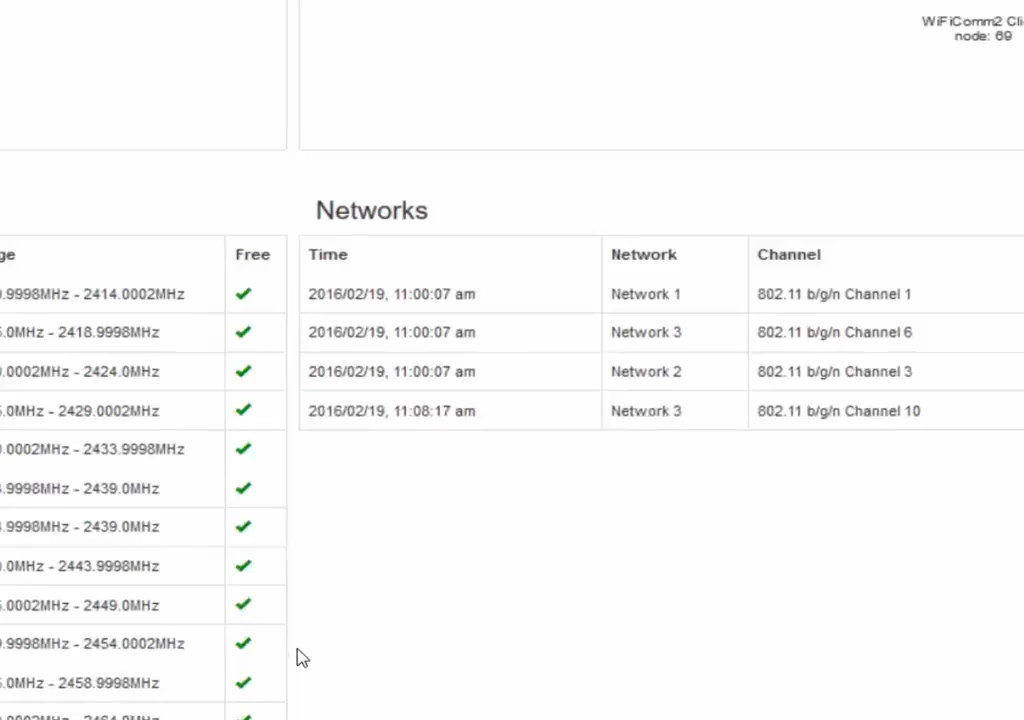 WiFiComm2
node: 69
Networks
Free Time Network Channel
.9998MHz - 2414.0002MHz 2016/02/19, 11:00:07 am Network 1 802.11 b/g/n Channel 1
.0MHz - 2418.9998MHz 2016/02/19, 11:00:07 am Network 3 802.11 b/g/n Channel 6
.0002MHz - 2424.0MHz 2016/02/19, 11:00:07 am Network 2 802.11 b/g/n Channel 3
.0MHz - 2429.0002MHz 2016/02/19, 11:08:17 am Network 3 802.11 b/g/n Channel 10
.0002MHz - 2433.9998MHz
.9998MHz - 2439.0MHz
.9998MHz - 2439.0MHz
.0MHz - 2443.9998MHz
.0002MHz - 2449.0MHz
.9998MHz - 2454.0002MHz
.0MHz - 2458.9998MHz